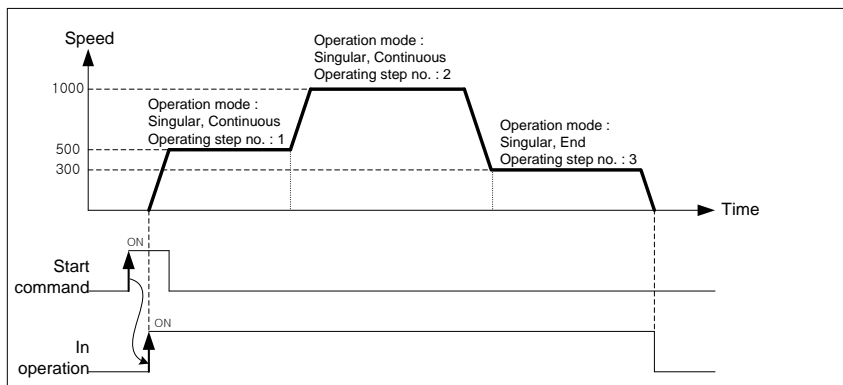 Speed
Operation mode :
Singular, Continuous
Operating step no. : 2
1000
Operation mode :
Singular, Continuous
Operating step no. : 1
Operation mode :
Singular, End
Operating step no. : 3
500
300
Time
ON
Start
command
ON
In
operation